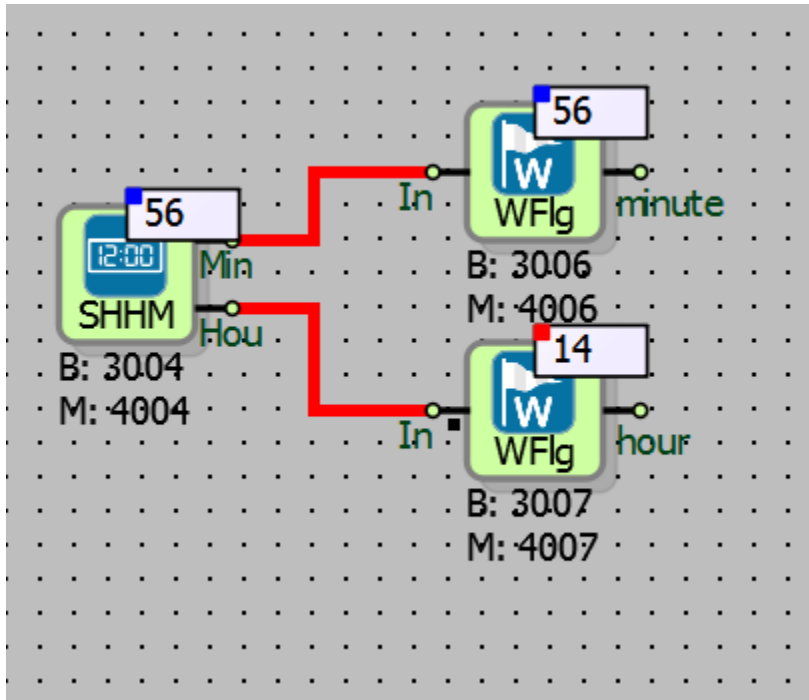 56
12:00
SHHM
Min
Hou
B: 3004
M: 4004
56
W
In
WFlg
minute
B: 3006
M: 4006
14
W
In
WFlg
hour
B: 3007
M: 4007